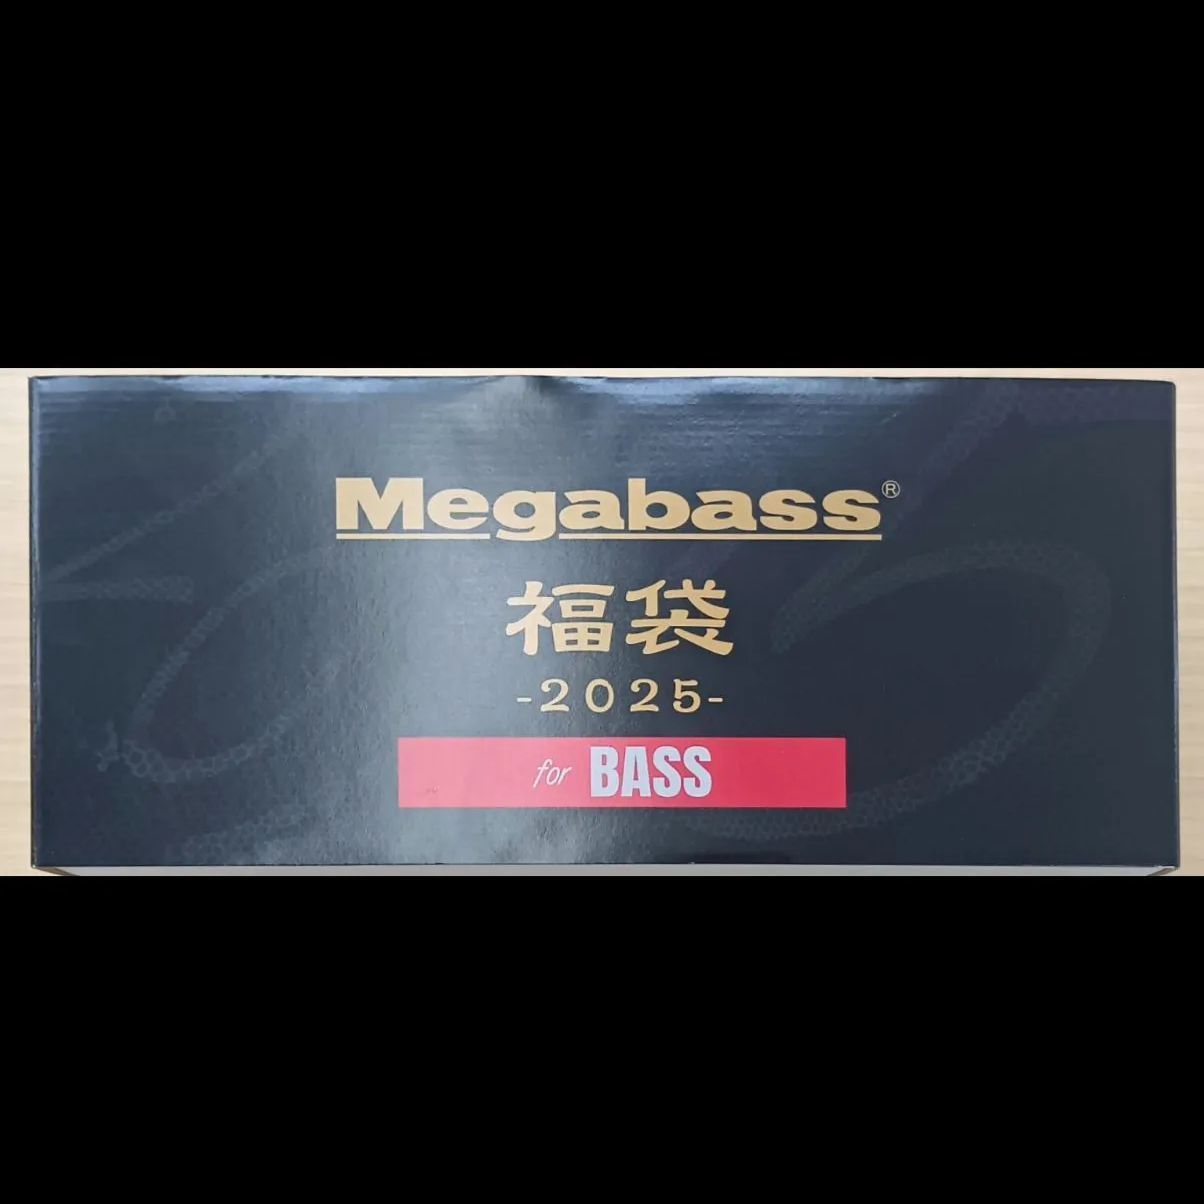 Megabass®
福袋
-2025-
for BASS